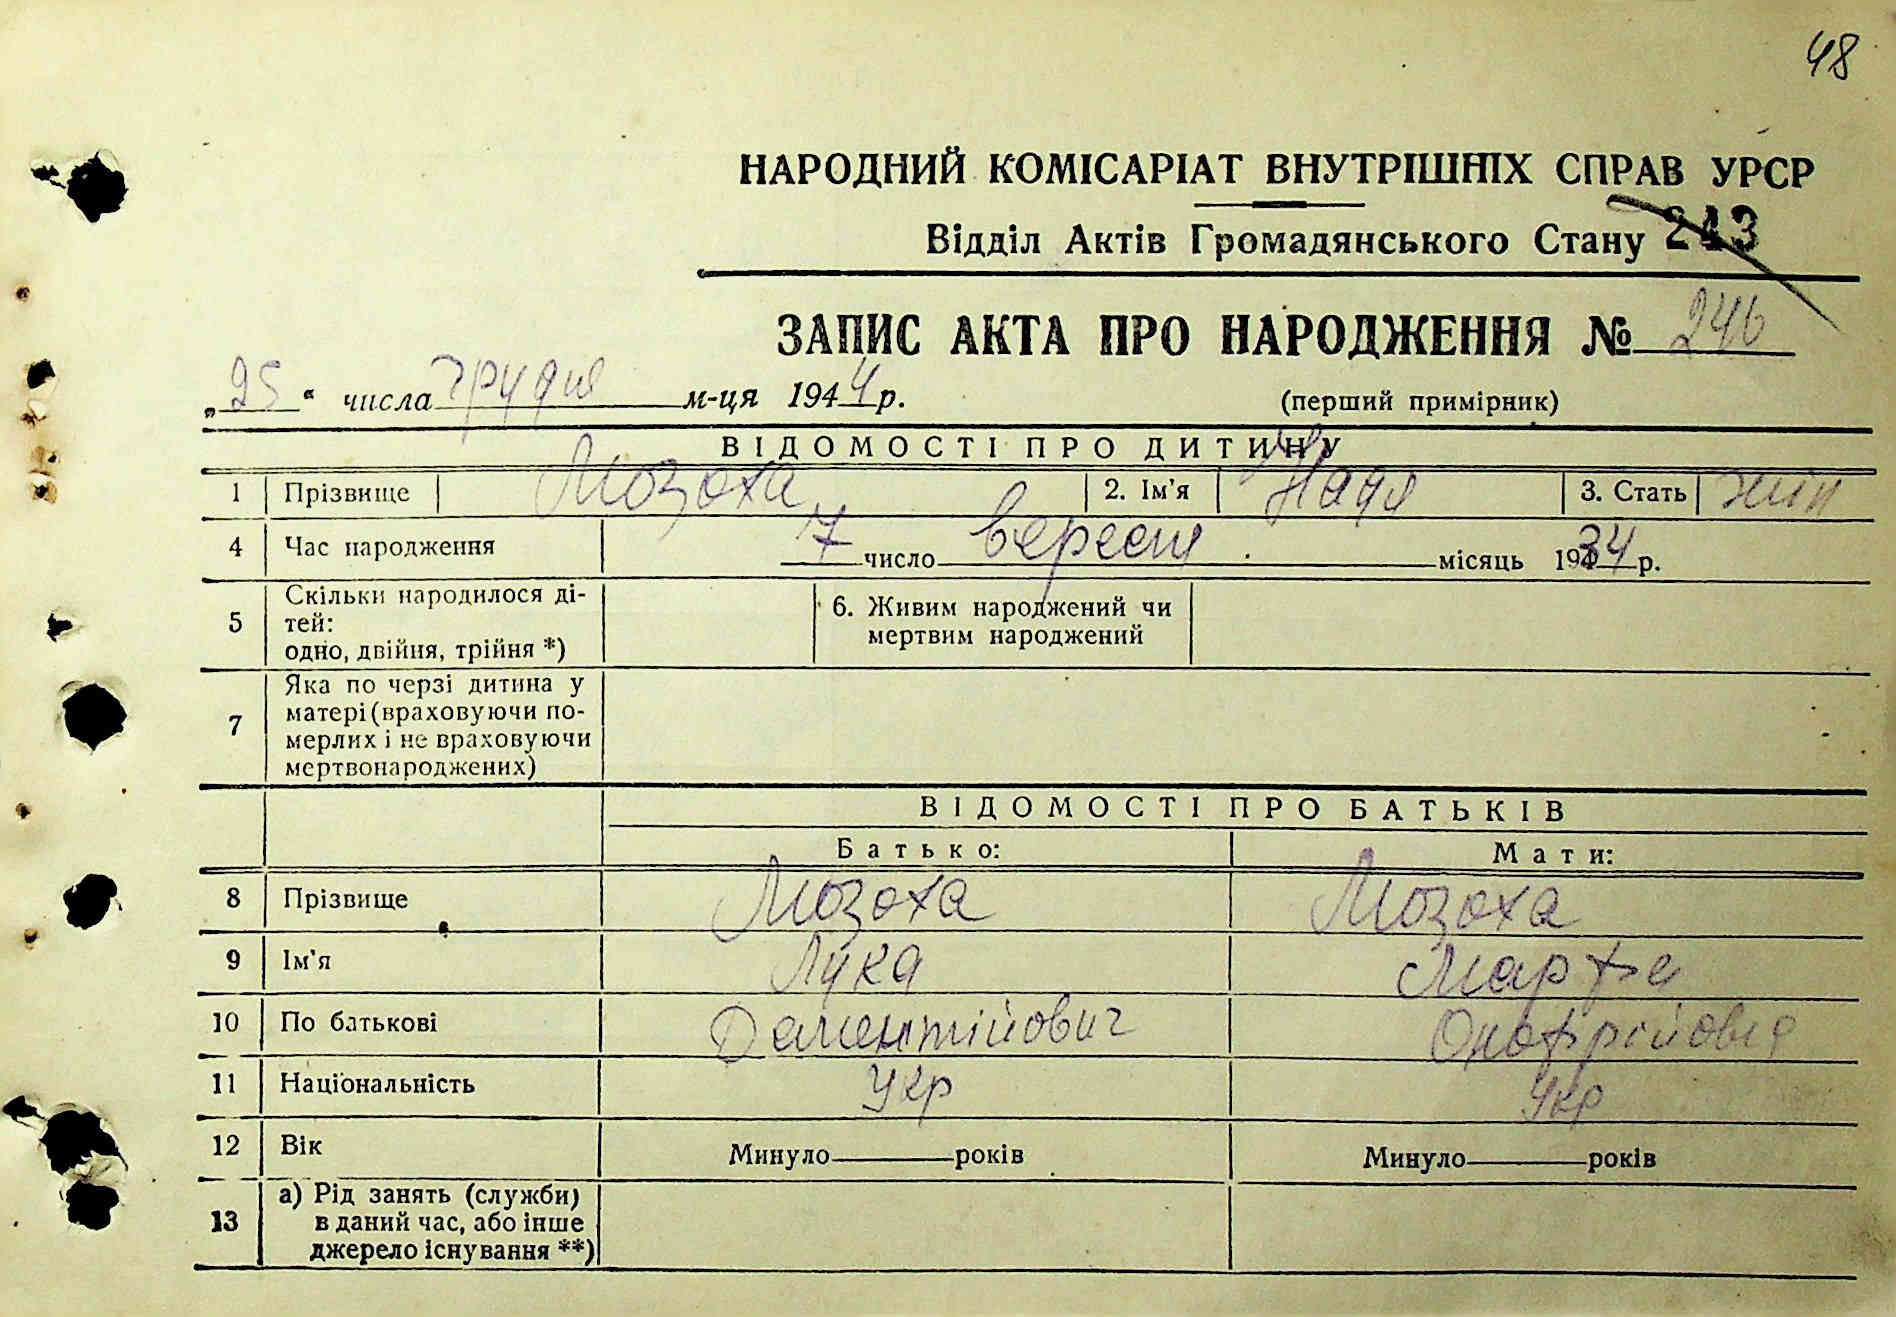 48
НАРОДНИЙ КОМІСАРІАТ ВНУТРІШНІХ СПРАВ УРСР
Відділ Актів Громадянського Стану 243
ЗАПИС АКТА ПРО НАРОДЖЕННЯ № 246
„25“ числа грудня м-ця 1944 р.
(перший примірник)
ВІДОМОСТІ ПРО ДИТИНУ
1 Прізвище Мозоха 2. Ім'я Надя 3. Стать жін
4 Час народження 7 число вересня місяць 1934 р.
5 Скільки народилося ді-
тей:
одно, двійня, трійня *)
6. Живим народжений чи
мертвим народжений
7 Яка по черзі дитина у
матері (враховуючи по-
мерлих і не враховуючи
мертвонароджених)
ВІДОМОСТІ ПРО БАТЬКІВ
Батько: Мати:
8 Прізвище Мозоха Мозоха
9 Ім'я Лука Марфа
10 По батькові Дементійович Онофрійовна
11 Національність Укр Укр
12 Вік Минуло років Минуло років
13 а) Рід занять (служби)
в даний час, або інше
джерело існування **)